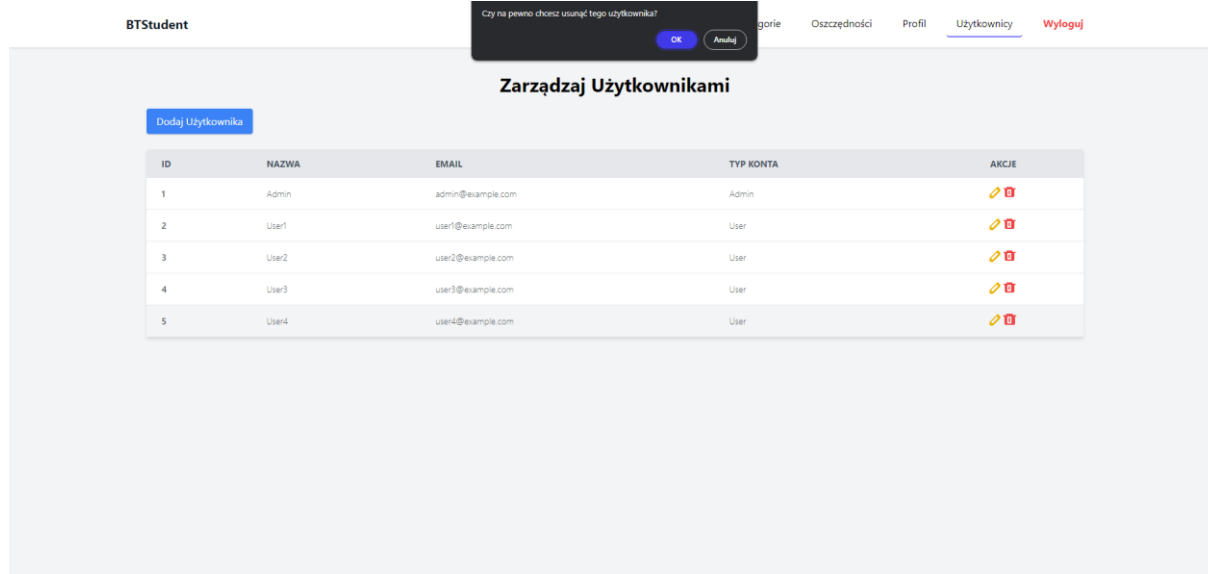 Czy na pewno chcesz usunąć tego użytkownika?
OK Anuluj
BTStudent Oszczędności Profil Użytkownicy Wyloguj
Zarządzaj Użytkownikami
Dodaj Użytkownika
ID NAZWA EMAIL TYP KONTA AKCJE
1 Admin admin@example.com Admin
2 User1 user1@example.com User
3 User2 user2@example.com User
4 User3 user3@example.com User
5 User4 user4@example.com User